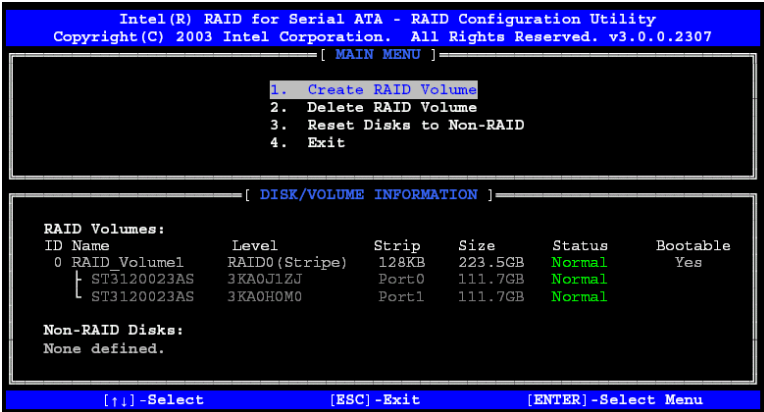 Intel(R) RAID for Serial ATA - RAID Configuration Utility
Copyright(C) 2003 Intel Corporation. All Rights Reserved. v3.0.0.2307
[ MAIN MENU ]
1. Create RAID Volume
2. Delete RAID Volume
3. Reset Disks to Non-RAID
4. Exit
[ DISK/VOLUME INFORMATION ]
RAID Volumes:
ID Name Level Strip Size Status Bootable
0 RAID_Volume1 RAID0(Stripe) 128KB 223.5GB Normal Yes
ST3120023AS 3KA0J1ZJ Port0 111.7GB Normal
ST3120023AS 3KA0H0M0 Port1 111.7GB Normal
Non-RAID Disks:
None defined.
[↑↓]-Select [ESC]-Exit [ENTER]-Select Menu